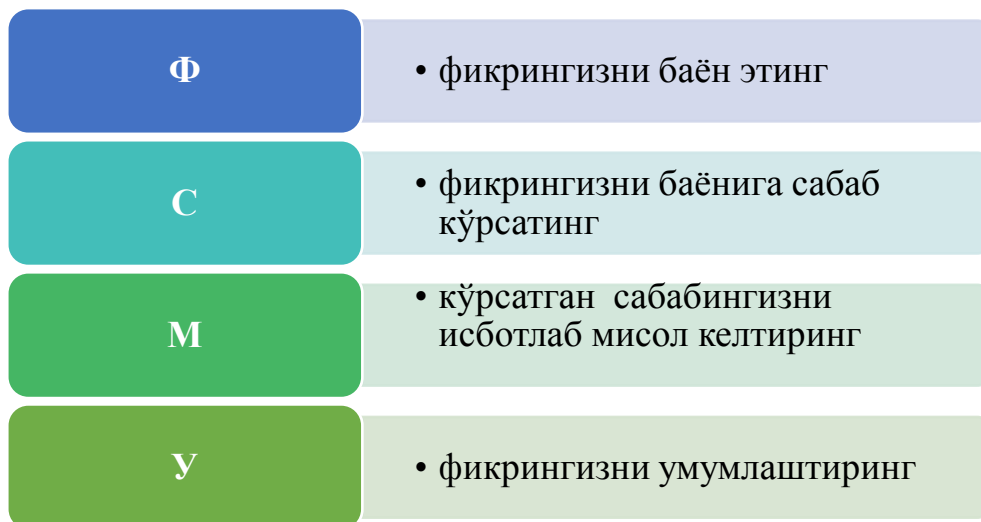 Ф
• фикрингизни баён этинг
С
• фикрингизни баёнига сабаб
кўрсатинг
М
• кўрсатган сабабингизни
исботлаб мисол келтиринг
У
• фикрингизни умумлаштиринг